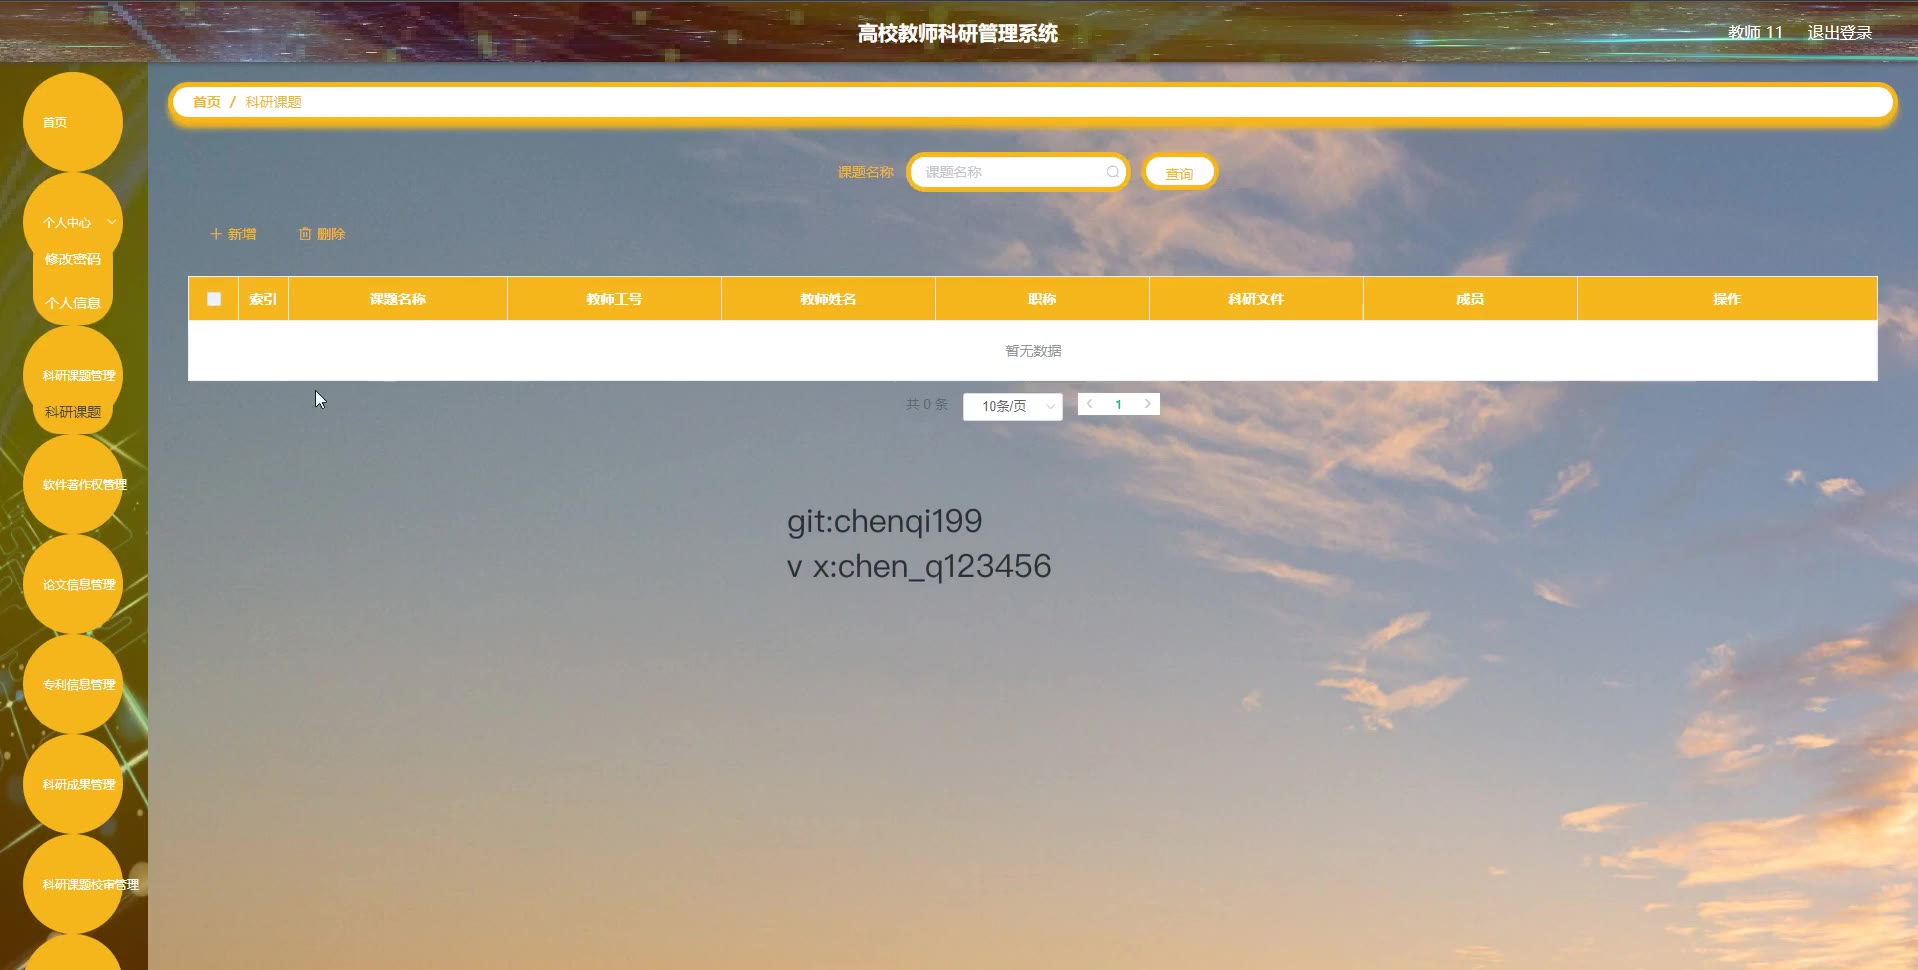 高校教师科研管理系统
教师 11 退出登录
首页
个人中心
修改密码
个人信息
科研课题管理
科研课题
软件著作权管理
论文信息管理
专利信息管理
科研成果管理
科研课题校审管理
首页 / 科研课题
课题名称 课题名称 查询
新增 删除
索引 课题名称 教师工号 教师姓名 职称 科研文件 成员 操作
暂无数据
共 0 条 10条/页 1
git:chenqi199
v x:chen_q123456